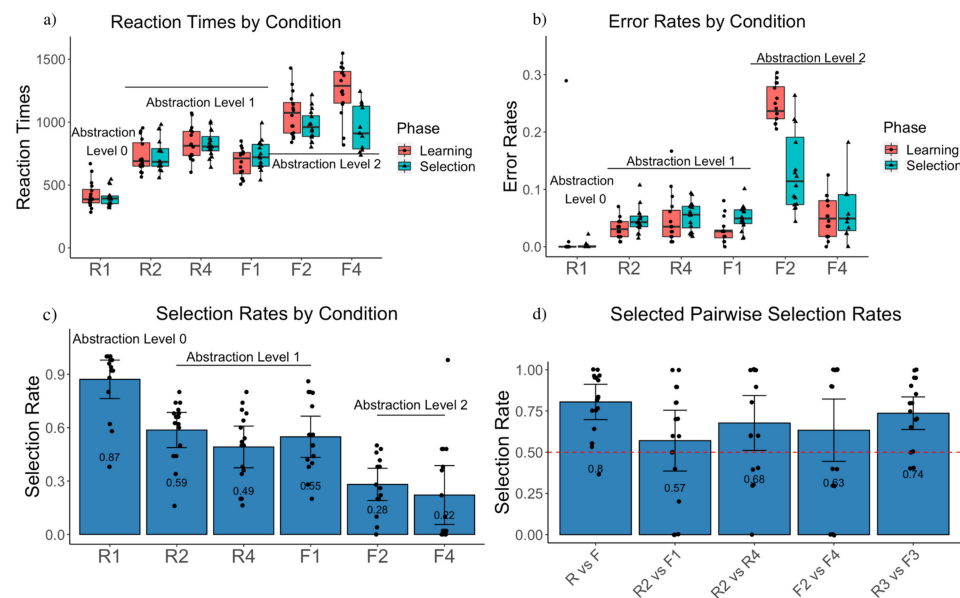 a)
Reaction Times by Condition
Reaction Times
1500
1000
500
0
Abstraction Level 1
Abstraction
Level 0
Abstraction Level 2
Phase
Learning
Selection
R1 R2 R4 F1 F2 F4
b)
Error Rates by Condition
Error Rates
0.3
0.2
0.1
0.0
Abstraction Level 2
Abstraction Level 1
Abstraction
Level 0
Phase
Learning
Selection
R1 R2 R4 F1 F2 F4
c)
Selection Rates by Condition
Selection Rate
0.9
0.6
0.3
0.0
Abstraction Level 0
Abstraction Level 1
Abstraction Level 2
0.87
0.59
0.49
0.55
0.28
0.22
R1 R2 R4 F1 F2 F4
d)
Selected Pairwise Selection Rates
Selection Rate
1.00
0.75
0.50
0.25
0.00
0.8
0.57
0.68
0.63
0.74
R vs F
R2 vs F1
R2 vs R4
F2 vs F4
R3 vs F3